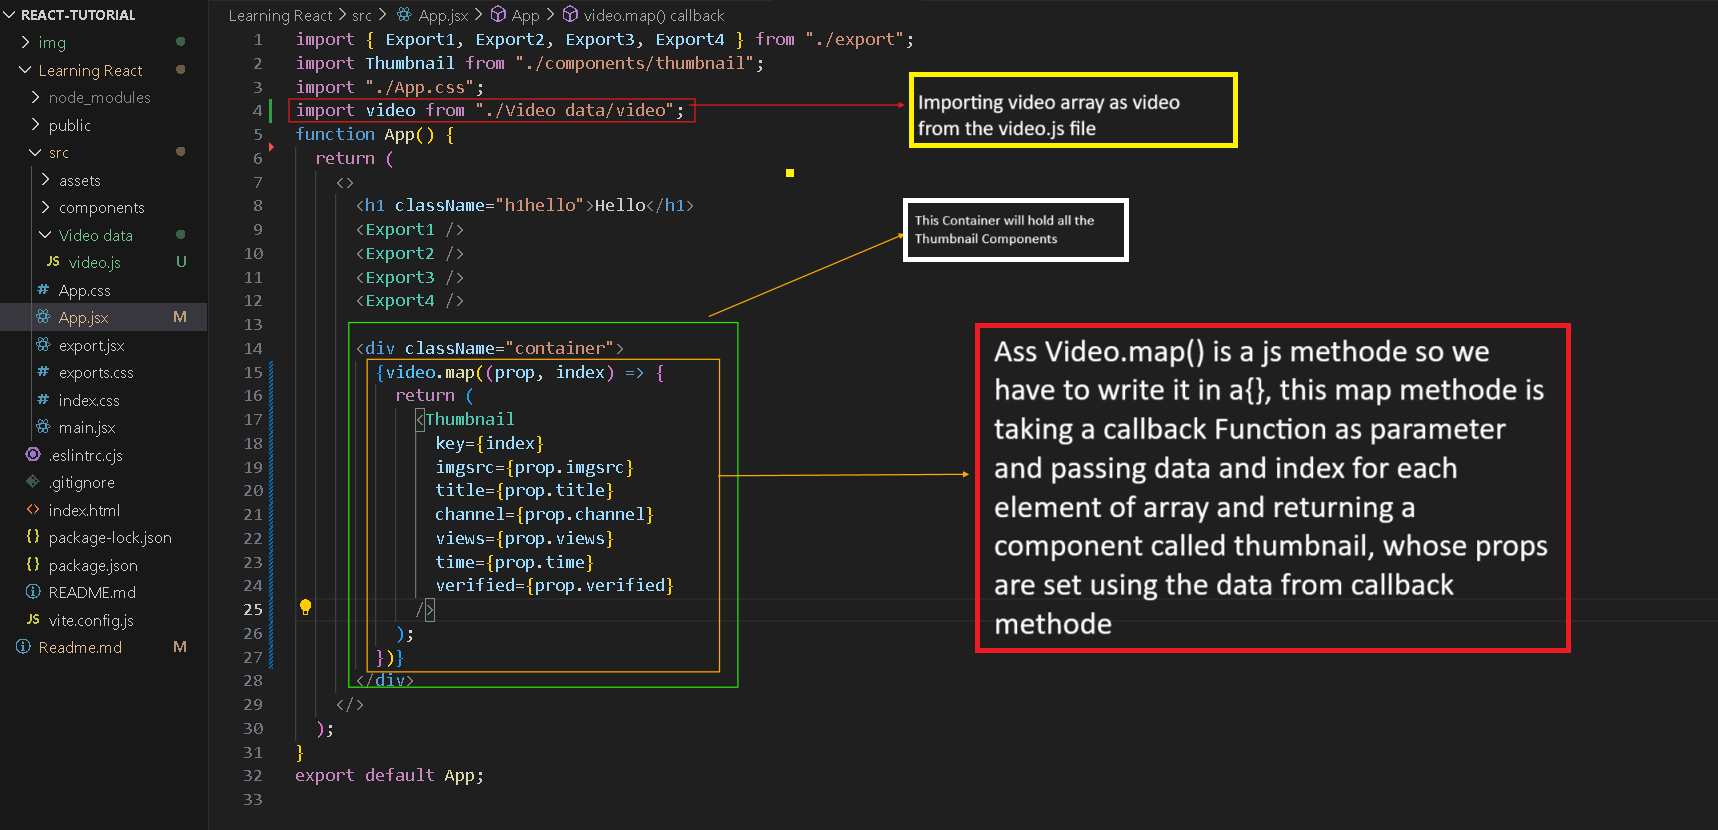 REACT-TUTORIAL
img
Learning React
node_modules
public
src
assets
components
Video data
JS video.js U
# App.css
App.jsx M
export.jsx
# exports.css
# index.css
main.jsx
.eslintrc.cjs
.gitignore
<> index.html
{} package-lock.json
{} package.json
README.md
JS vite.config.js
Readme.md M
Learning React > src > App.jsx > App > video.map() callback
1 import { Export1, Export2, Export3, Export4 } from "./export";
2 import Thumbnail from "./components/thumbnail";
3 import "./App.css";
4 import video from "./Video data/video";
5 function App() {
6 return (
7 <>
8 <h1 className="h1hello">Hello</h1>
9 <Export1 />
10 <Export2 />
11 <Export3 />
12 <Export4 />
13
14 <div className="container">
15 {video.map((prop, index) => {
16 return (
17 <Thumbnail
18 key={index}
19 imgsrc={prop.imgsrc}
20 title={prop.title}
21 channel={prop.channel}
22 views={prop.views}
23 time={prop.time}
24 verified={prop.verified}
25 />
26 );
27 })}
28 </div>
29 </>
30 );
31 }
32 export default App;
33
Importing video array as video
from the video.js file
This Container will hold all the
Thumbnail Components
Ass Video.map() is a js methode so we
have to write it in a{}, this map methode is
taking a callback Function as parameter
and passing data and index for each
element of array and returning a
component called thumbnail, whose props
are set using the data from callback
methode